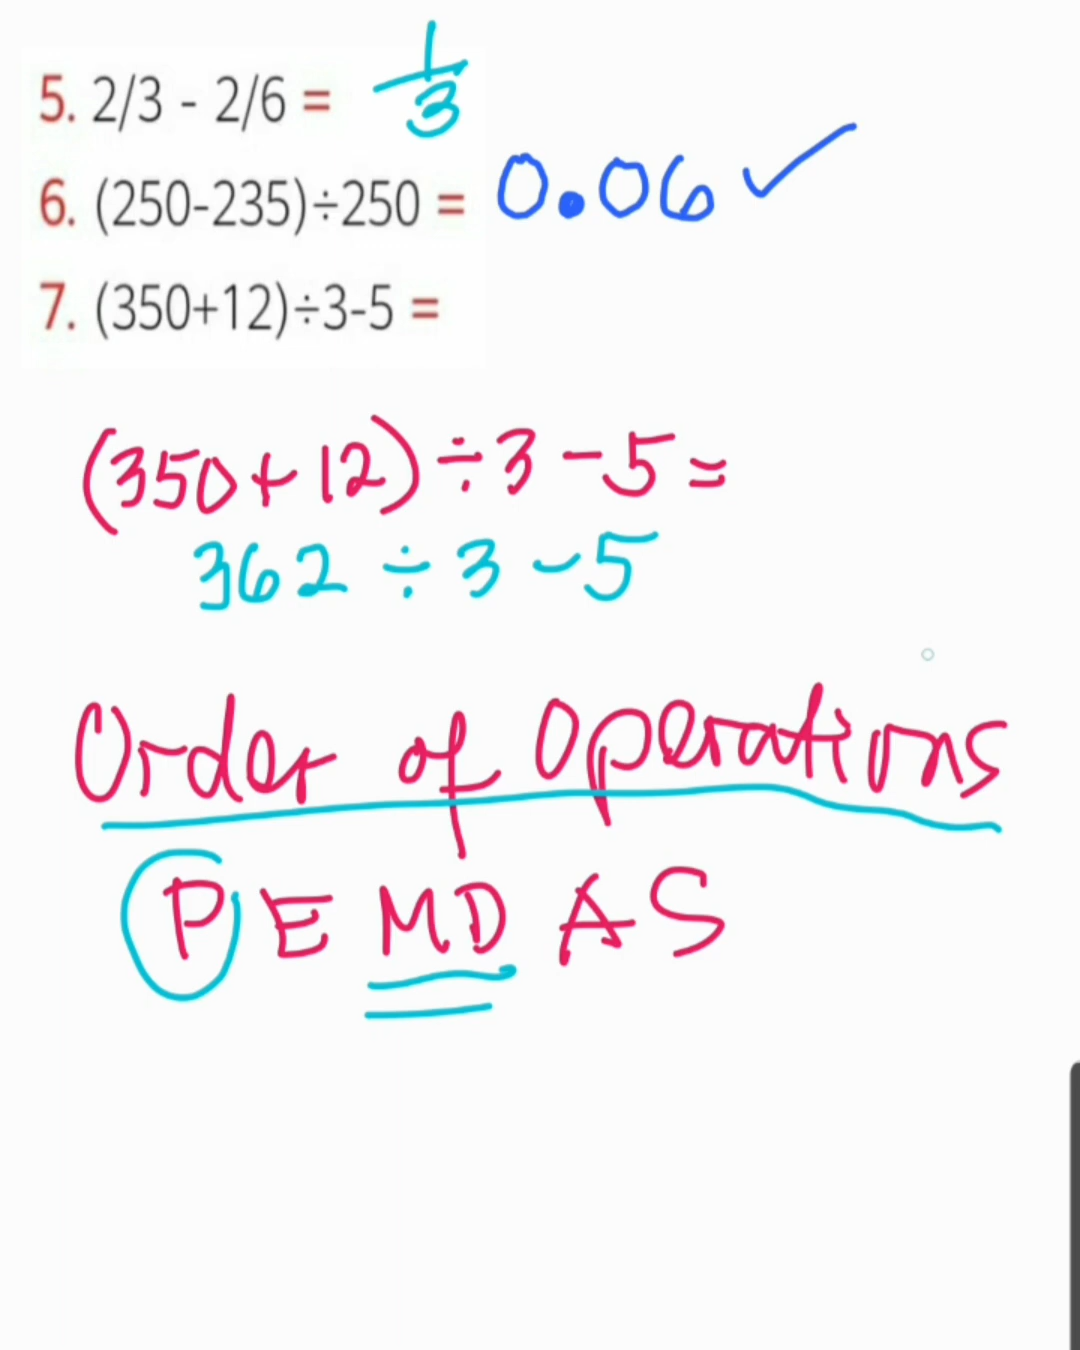 5. 2/3 - 2/6 = 1/3
6. (250-235)÷250 = 0.06 ✓
7. (350+12)÷3-5 =
(350+12)÷3-5=
362÷3-5
Order of Operations
PEMDAS